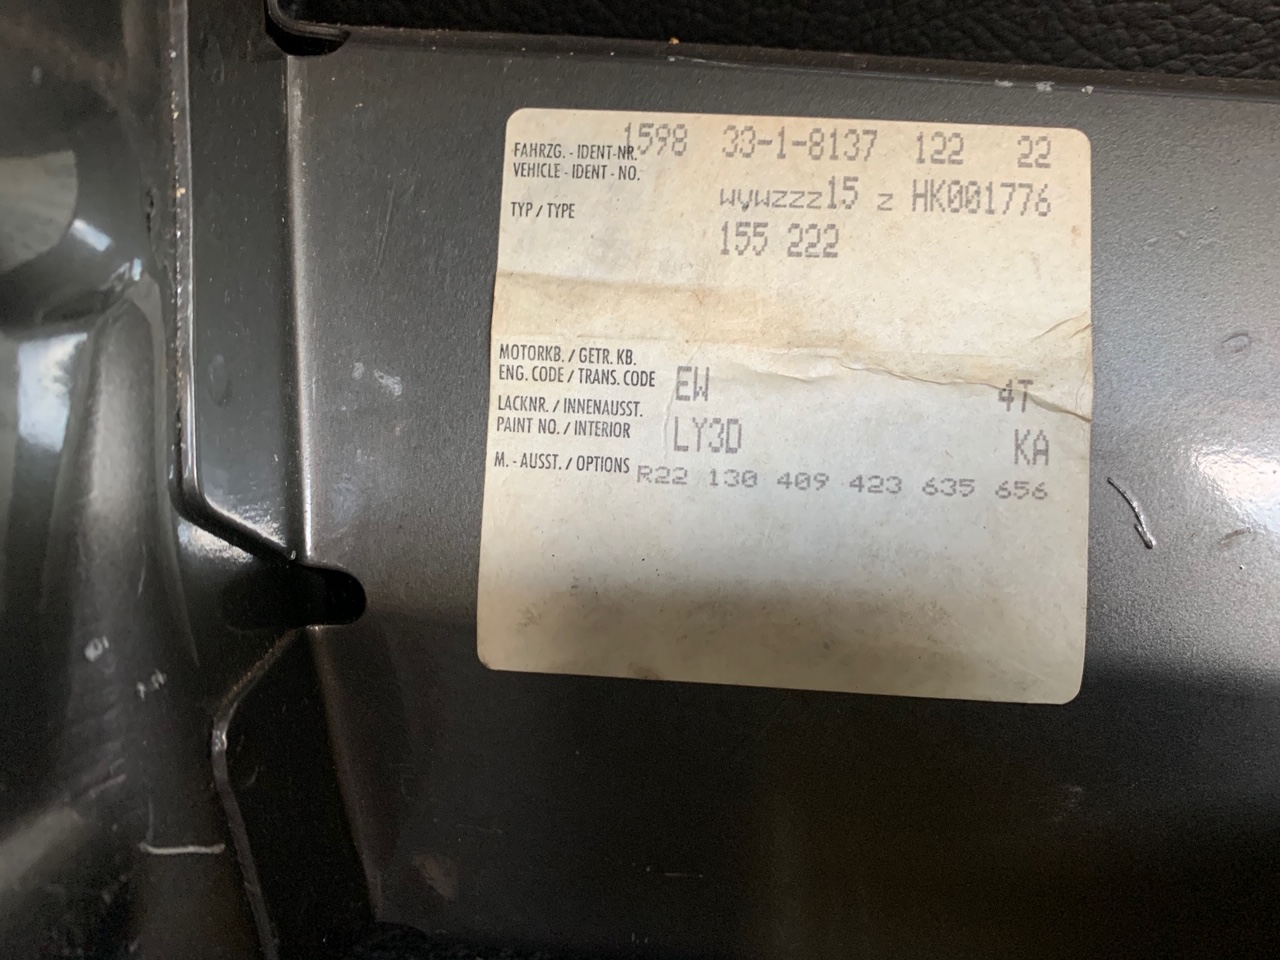 1598 33-1-8137 122 22
FAHRZG. - IDENT-NR.
VEHICLE - IDENT - NO.
WVWZZZ15 Z HK001776
TYP / TYPE
155 222
MOTORKB. / GETR. KB.
ENG. CODE / TRANS. CODE EW 4T
LACKNR. / INNENAUSST.
PAINT NO. / INTERIOR LY3D KA
M. - AUSST. / OPTIONS R22 130 409 423 635 656